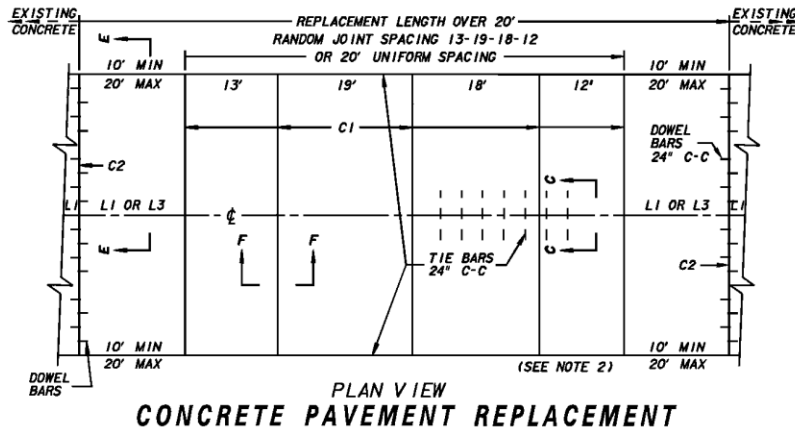 EXISTING
CONCRETE
REPLACEMENT LENGTH OVER 20'
RANDOM JOINT SPACING 13-19-18-12
OR 20' UNIFORM SPACING
EXISTING
CONCRETE
E
10' MIN
20' MAX
13'
19'
18'
12'
10' MIN
20' MAX
C1
DOWEL
BARS
24" C-C
C2
C
L1
L1 OR L3
℄
L1 OR L3
L1
E
F
F
TIE BARS
24" C-C
C
C2
10' MIN
20' MAX
(SEE NOTE 2)
10' MIN
20' MAX
DOWEL
BARS
PLAN VIEW
CONCRETE PAVEMENT REPLACEMENT